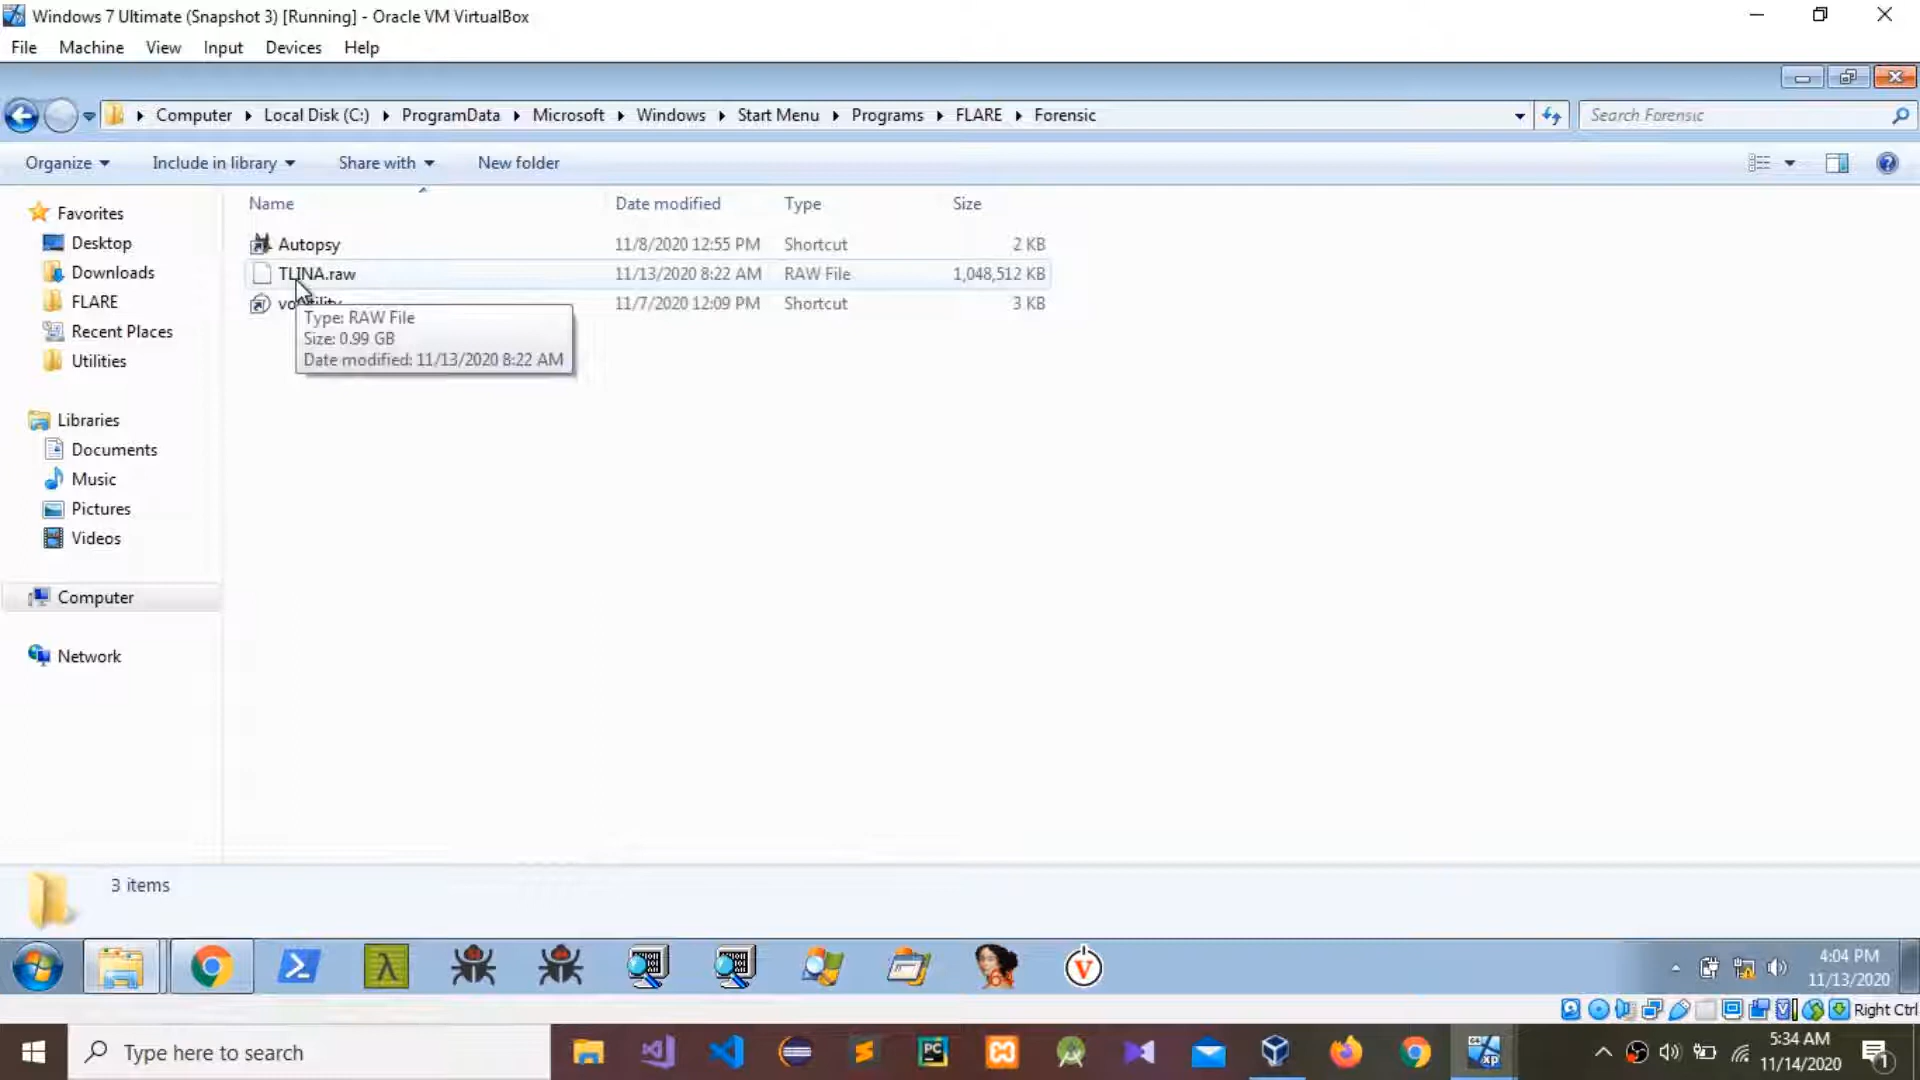 Windows 7 Ultimate (Snapshot 3) [Running] - Oracle VM VirtualBox
File Machine View Input Devices Help
Computer Local Disk (C:) ProgramData Microsoft Windows Start Menu Programs FLARE Forensic Search Forensic
Organize Include in library Share with New folder
Name Date modified Type Size
Favorites
Desktop
Downloads
FLARE
Recent Places
Utilities
Libraries
Documents
Music
Pictures
Videos
Computer
Network
Autopsy 11/8/2020 12:55 PM Shortcut 2 KB
TLINA.raw 11/13/2020 8:22 AM RAW File 1,048,512 KB
11/7/2020 12:09 PM Shortcut 3 KB
Type: RAW File
Size: 0.99 GB
Date modified: 11/13/2020 8:22 AM
3 items
4:04 PM
11/13/2020
Right Ctrl
Type here to search
5:34 AM
11/14/2020
1